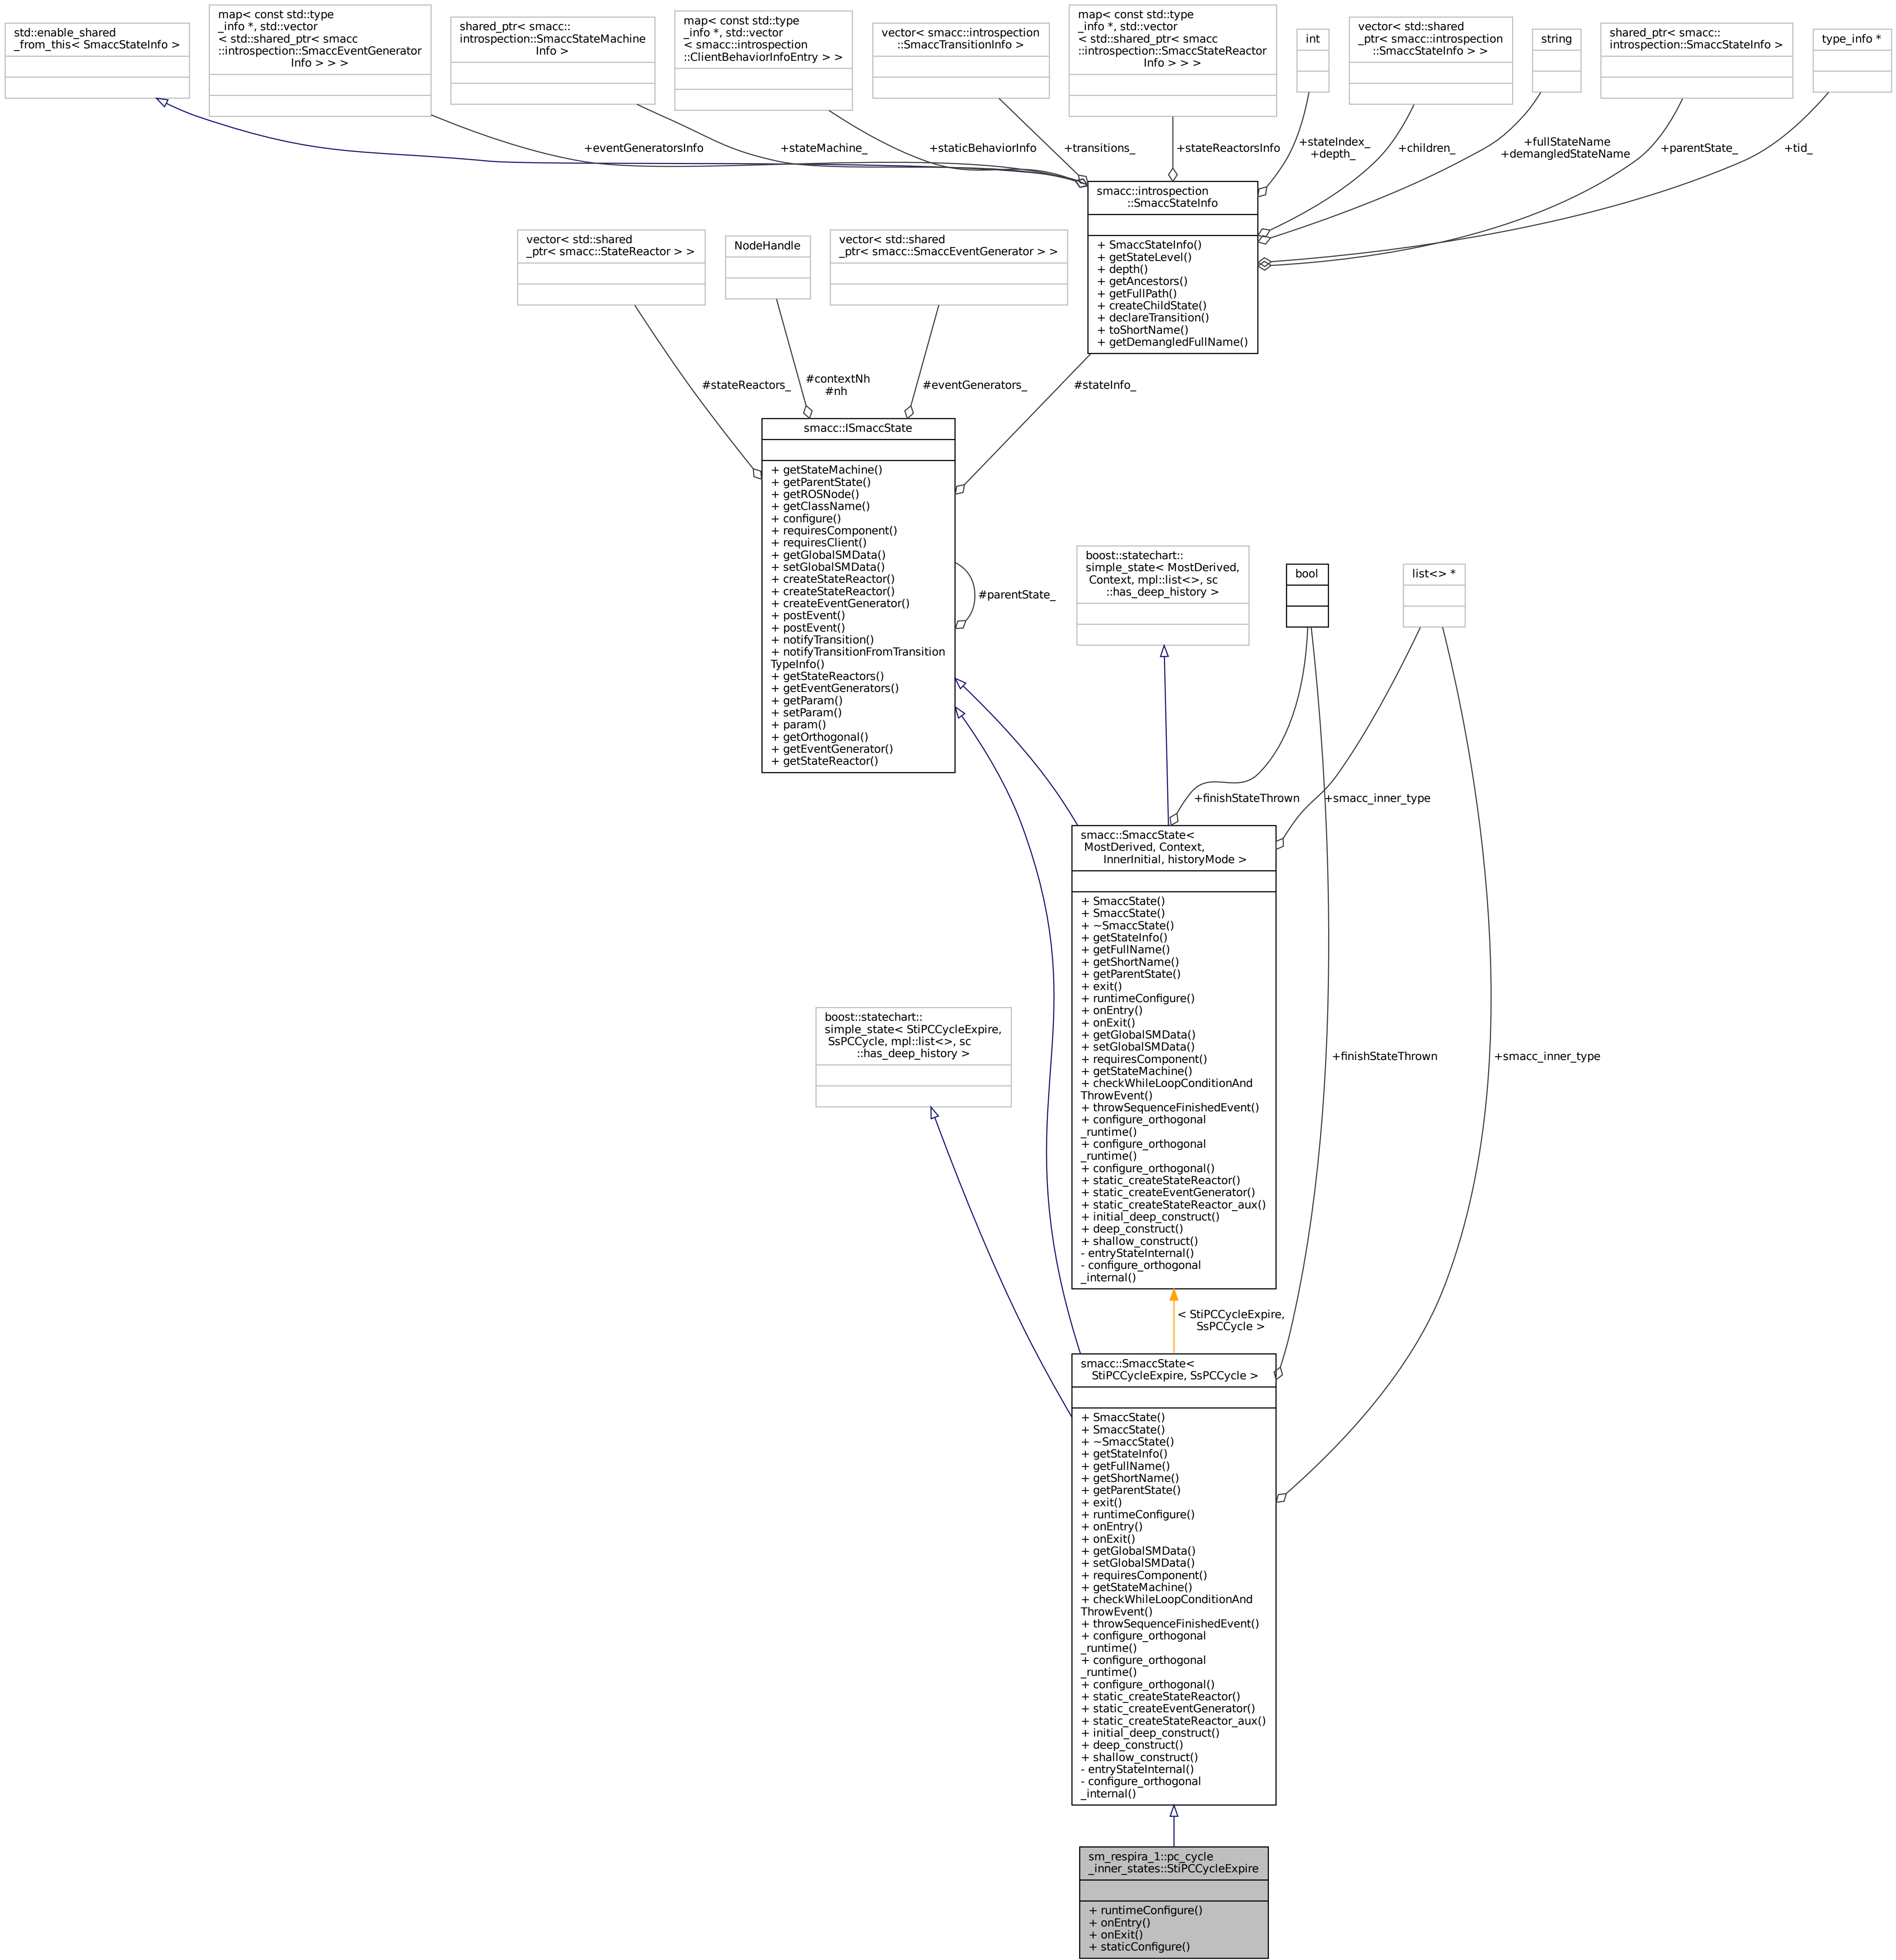 std::enable_shared
_from_this< SmaccStateInfo >
map< const std::type
_info *, std::vector
< std::shared_ptr< smacc
::introspection::SmaccEventGenerator
Info > > >
shared_ptr< smacc::
introspection::SmaccStateMachine
Info >
map< const std::type
_info *, std::vector
< smacc::introspection
::ClientBehaviorInfoEntry > >
vector< smacc::introspection
::SmaccTransitionInfo >
map< const std::type
_info *, std::vector
< std::shared_ptr< smacc
::introspection::SmaccStateReactor
Info > > >
int
vector< std::shared
_ptr< smacc::introspection
::SmaccStateInfo > >
string
shared_ptr< smacc::
introspection::SmaccStateInfo >
type_info *
+eventGeneratorsInfo
+stateMachine_
+staticBehaviorInfo
+transitions_
+stateReactorsInfo
+stateIndex_
+depth_
+children_
+fullStateName
+demangledStateName
+parentState_
+tid_
smacc::introspection
::SmaccStateInfo
+ SmaccStateInfo()
+ getStateLevel()
+ depth()
+ getAncestors()
+ getFullPath()
+ createChildState()
+ declareTransition()
+ toShortName()
+ getDemangledFullName()
vector< std::shared
_ptr< smacc::StateReactor > >
NodeHandle
vector< std::shared
_ptr< smacc::SmaccEventGenerator > >
#stateReactors_
#contextNh
#nh
#eventGenerators_
#stateInfo_
smacc::ISmaccState
+ getStateMachine()
+ getParentState()
+ getROSNode()
+ getClassName()
+ configure()
+ requiresComponent()
+ requiresClient()
+ getGlobalSMData()
+ setGlobalSMData()
+ createStateReactor()
+ createStateReactor()
+ createEventGenerator()
+ postEvent()
+ postEvent()
+ notifyTransition()
+ notifyTransitionFromTransition
TypeInfo()
+ getStateReactors()
+ getEventGenerators()
+ getParam()
+ setParam()
+ param()
+ getOrthogonal()
+ getEventGenerator()
+ getStateReactor()
#parentState_
boost::statechart::
simple_state< MostDerived,
Context, mpl::list<>, sc
::has_deep_history >
bool
list<> *
+finishStateThrown
+smacc_inner_type
smacc::SmaccState<
MostDerived, Context,
InnerInitial, historyMode >
+ SmaccState()
+ SmaccState()
+ ~SmaccState()
+ getStateInfo()
+ getFullName()
+ getShortName()
+ getParentState()
+ exit()
+ runtimeConfigure()
+ onEntry()
+ onExit()
+ getGlobalSMData()
+ setGlobalSMData()
+ requiresComponent()
+ getStateMachine()
+ checkWhileLoopConditionAnd
ThrowEvent()
+ throwSequenceFinishedEvent()
+ configure_orthogonal
_runtime()
+ configure_orthogonal
_runtime()
+ configure_orthogonal()
+ static_createStateReactor()
+ static_createEventGenerator()
+ static_createStateReactor_aux()
+ initial_deep_construct()
+ deep_construct()
+ shallow_construct()
- entryStateInternal()
- configure_orthogonal
_internal()
boost::statechart::
simple_state< StiPCCycleExpire,
SsPCCycle, mpl::list<>, sc
::has_deep_history >
+finishStateThrown
+smacc_inner_type
< StiPCCycleExpire,
SsPCCycle >
smacc::SmaccState<
StiPCCycleExpire, SsPCCycle >
+ SmaccState()
+ SmaccState()
+ ~SmaccState()
+ getStateInfo()
+ getFullName()
+ getShortName()
+ getParentState()
+ exit()
+ runtimeConfigure()
+ onEntry()
+ onExit()
+ getGlobalSMData()
+ setGlobalSMData()
+ requiresComponent()
+ getStateMachine()
+ checkWhileLoopConditionAnd
ThrowEvent()
+ throwSequenceFinishedEvent()
+ configure_orthogonal
_runtime()
+ configure_orthogonal
_runtime()
+ configure_orthogonal()
+ static_createStateReactor()
+ static_createEventGenerator()
+ static_createStateReactor_aux()
+ initial_deep_construct()
+ deep_construct()
+ shallow_construct()
- entryStateInternal()
- configure_orthogonal
_internal()
sm_respira_1::pc_cycle
_inner_states::StiPCCycleExpire
+ runtimeConfigure()
+ onEntry()
+ onExit()
+ staticConfigure()